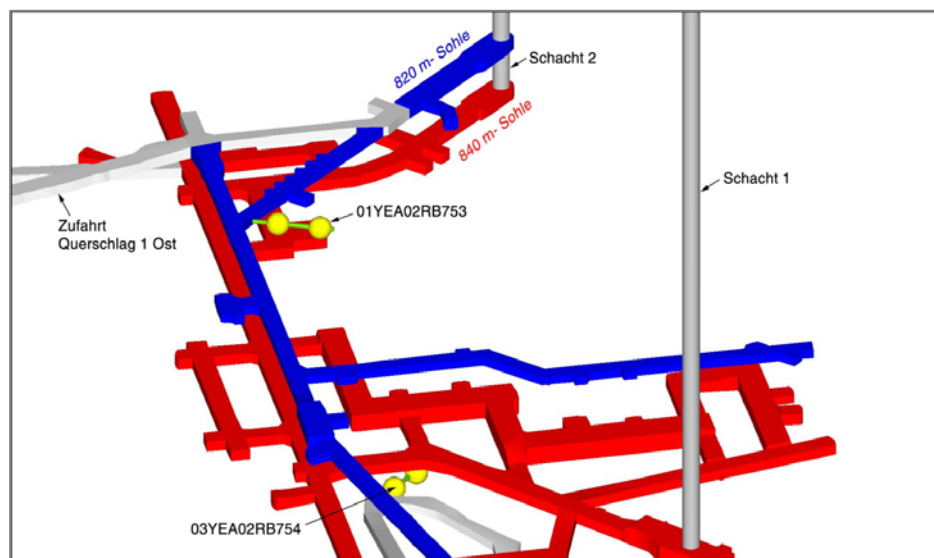 820 m- Sohle
Schacht 2
840 m- Sohle
Schacht 1
01YEA02RB753
Zufahrt
Querschlag 1 Ost
03YEA02RB754